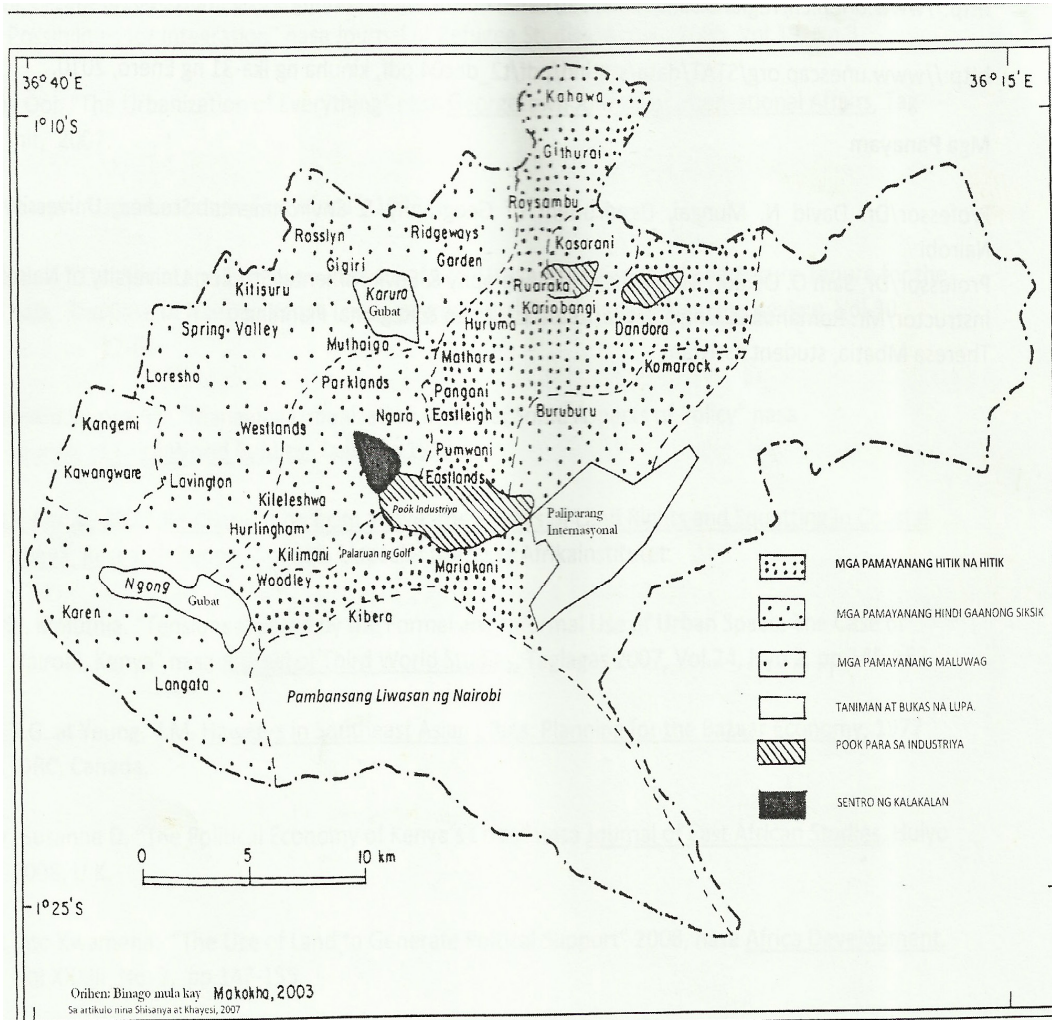 36°40'E
36°15'E
1°10'S
Kahawa
Githurai
Roysambu
Rosslyn
Ridgeways
Kasarani
Gigiri
Garden
Kitisuru
Karura
Gubat
Ruaraka
Kariobangi
Spring Valley
Huruma
Dandora
Muthaiga
Mathare
Komarock
Loresho
Parklands
Pangani
Kangemi
Ngara
Eastleigh
Buruburu
Westlands
Pumwani
Kawangware
Lavington
Eastlands
Kileleshwa
Pook Industriya
Paliparang
Internasyonal
Hurlingham
Kilimani
Palaruan ng Golf
Mariakani
Woodley
Ngong
Gubat
Karen
Kibera
Langata
Pambansang Liwasan ng Nairobi
MGA PAMAYANANG HITIK NA HITIK
MGA PAMAYANANG HINDI GAANONG SIKSIK
MGA PAMAYANANG MALUWAG
TANIMAN AT BUKAS NA LUPA.
POOK PARA SA INDUSTRIYA
SENTRO NG KALAKALAN
0 5 10 km
1°25'S
Orihen: Binago mula kay Makokha, 2003
Sa artikulo nina Shisanya at Khayesi, 2007